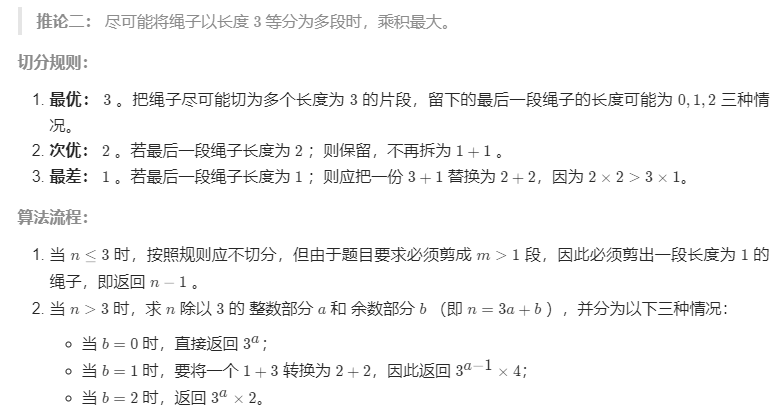 推论二： 尽可能将绳子以长度 3 等分为多段时，乘积最大。
切分规则：
1. 最优： 3 。把绳子尽可能切为多个长度为 3 的片段，留下的最后一段绳子的长度可能为 0,1,2 三种情
况。
2. 次优： 2 。若最后一段绳子长度为 2 ；则保留，不再拆为 1+1 。
3. 最差： 1 。若最后一段绳子长度为 1 ；则应把一份 3+1 替换为 2+2，因为 2×2>3×1。
算法流程：
1. 当 n≤3 时，按照规则应不切分，但由于题目要求必须剪成 m>1 段，因此必须剪出一段长度为 1 的
绳子，即返回 n−1 。
2. 当 n>3 时，求 n 除以 3 的 整数部分 a 和 余数部分 b （即 n=3a+b ），并分为以下三种情况：
○ 当 b=0 时，直接返回 3^a；
○ 当 b=1 时，要将一个 1+3 转换为 2+2，因此返回 3^{a−1}×4；
○ 当 b=2 时，返回 3^a×2。